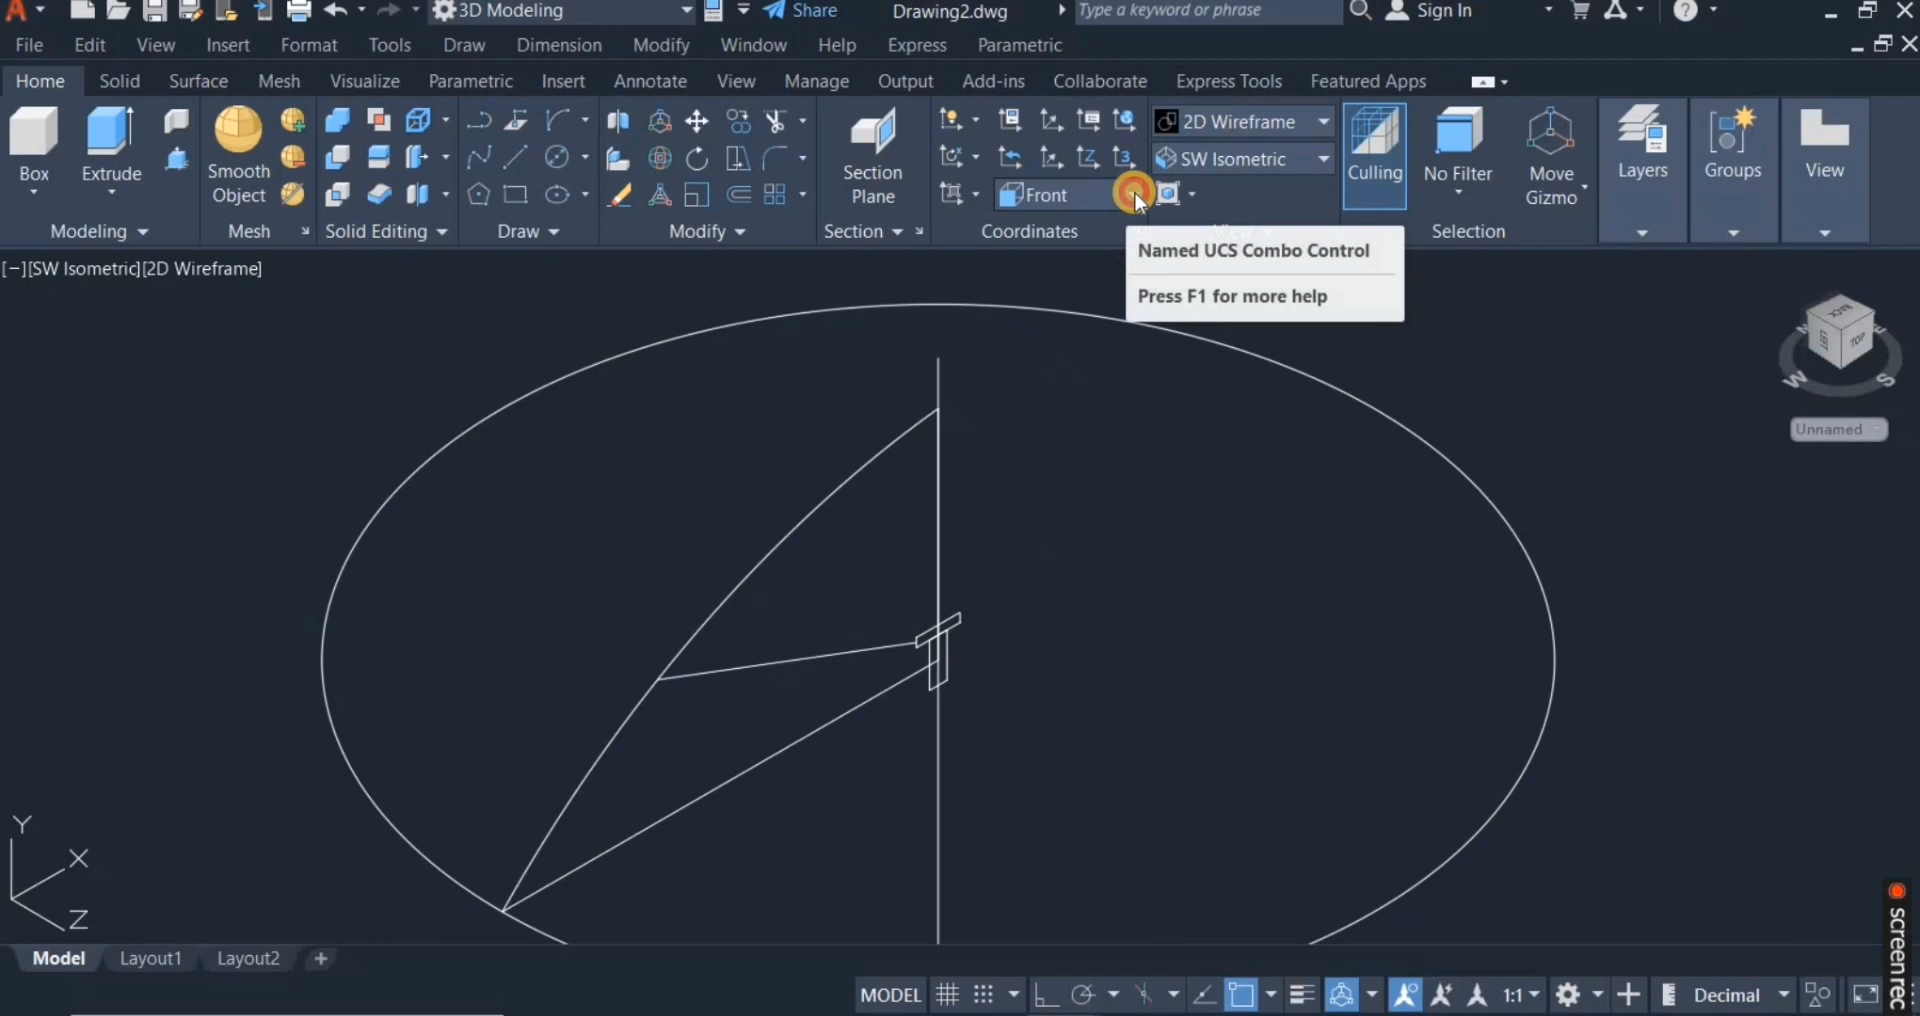 3D Modeling Share Drawing2.dwg Type a keyword or phrase Sign In
File Edit View Insert Format Tools Draw Dimension Modify Window Help Express Parametric
Home Solid Surface Mesh Visualize Parametric Insert Annotate View Manage Output Add-ins Collaborate Express Tools Featured Apps
2D Wireframe
SW Isometric
Front
Box Extrude
Smooth
Object
Section
Plane
Culling No Filter
Move
Gizmo
Layers Groups View
Modeling Mesh Solid Editing Draw Modify Section Coordinates Selection
Named UCS Combo Control
Press F1 for more help
[−][SW Isometric][2D Wireframe]
TOP
W S
Unnamed
Y
X
Z
Model Layout1 Layout2 +
MODEL 1:1 Decimal
screenrec